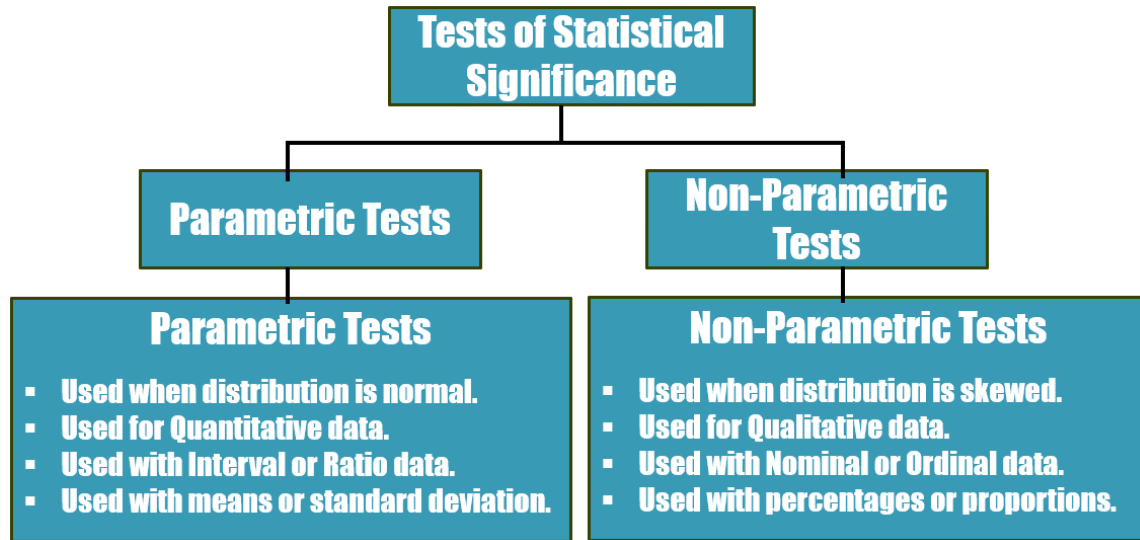 Tests of Statistical
Significance
Parametric Tests
Non-Parametric
Tests
Parametric Tests
▪ Used when distribution is normal.
▪ Used for Quantitative data.
▪ Used with Interval or Ratio data.
▪ Used with means or standard deviation.
Non-Parametric Tests
▪ Used when distribution is skewed.
▪ Used for Qualitative data.
▪ Used with Nominal or Ordinal data.
▪ Used with percentages or proportions.